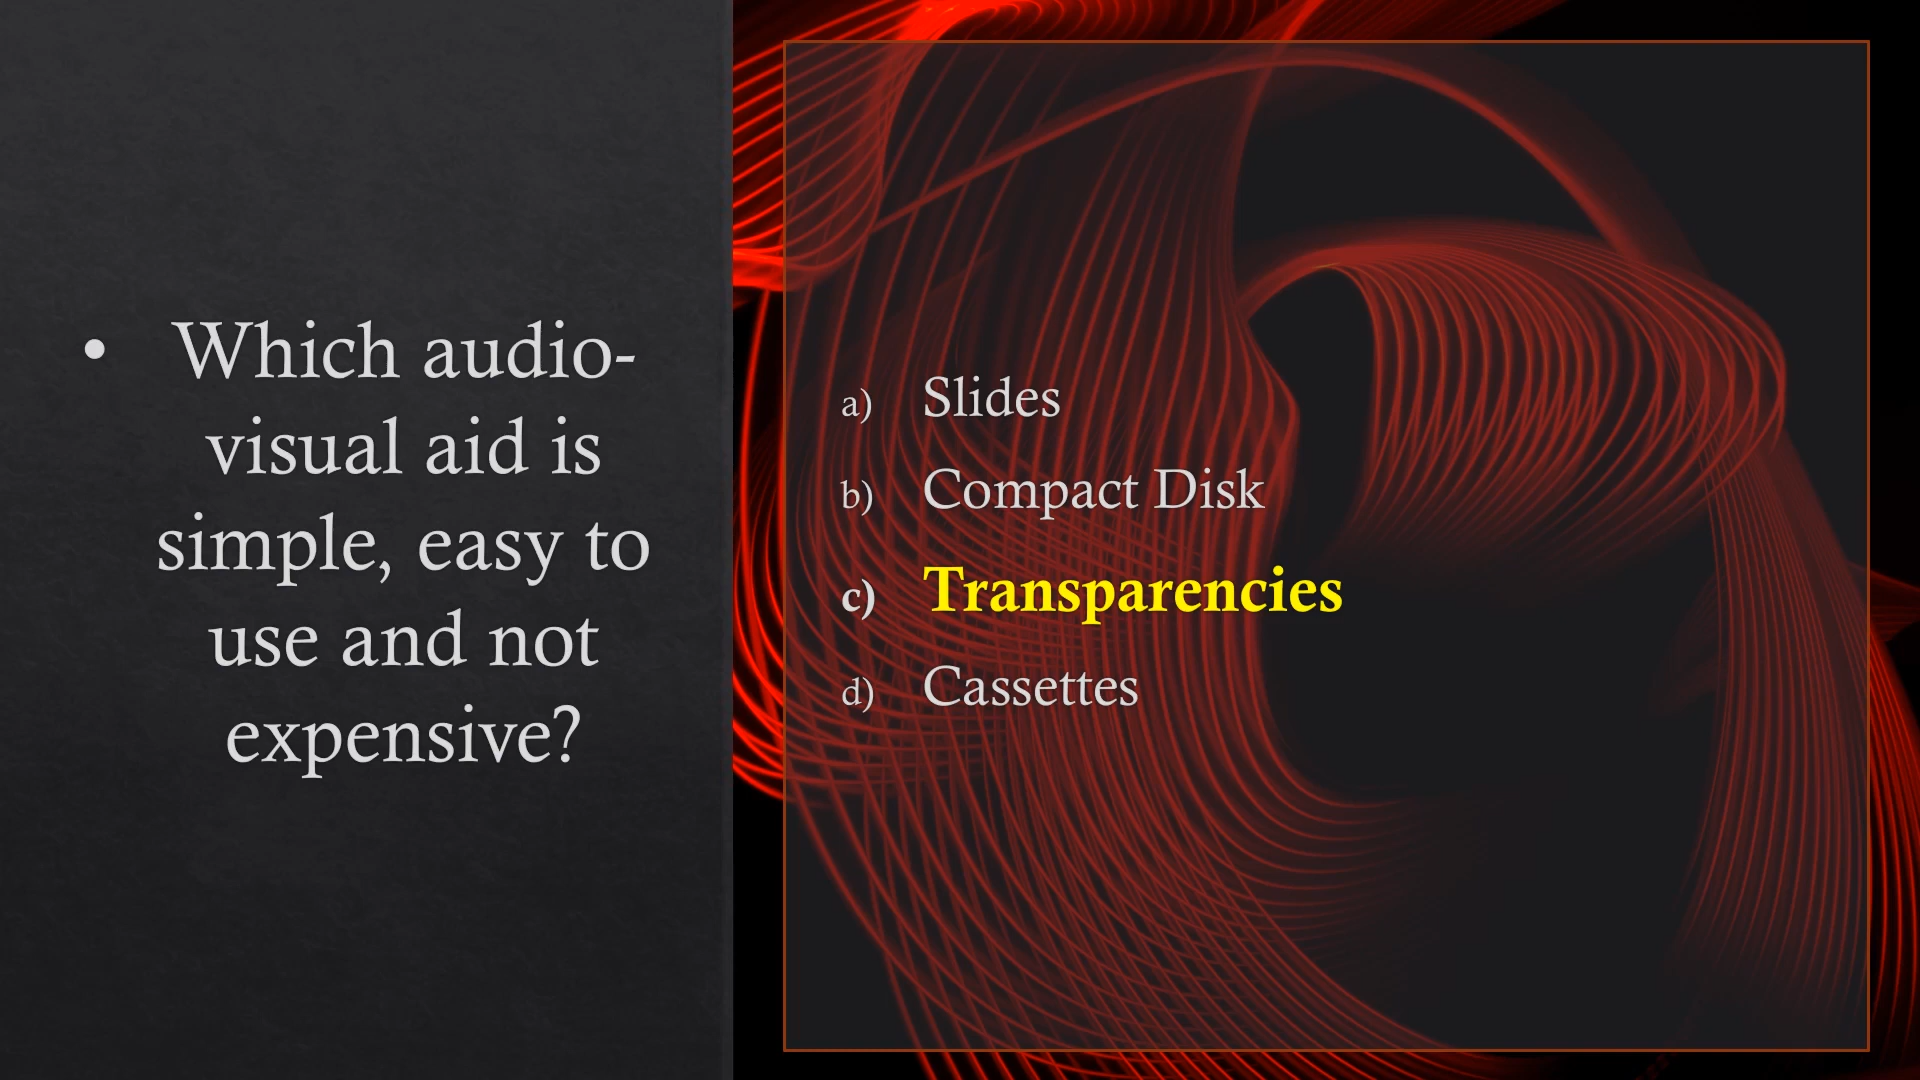 • Which audio-
visual aid is
simple, easy to
use and not
expensive?
a) Slides
b) Compact Disk
c) Transparencies
d) Cassettes